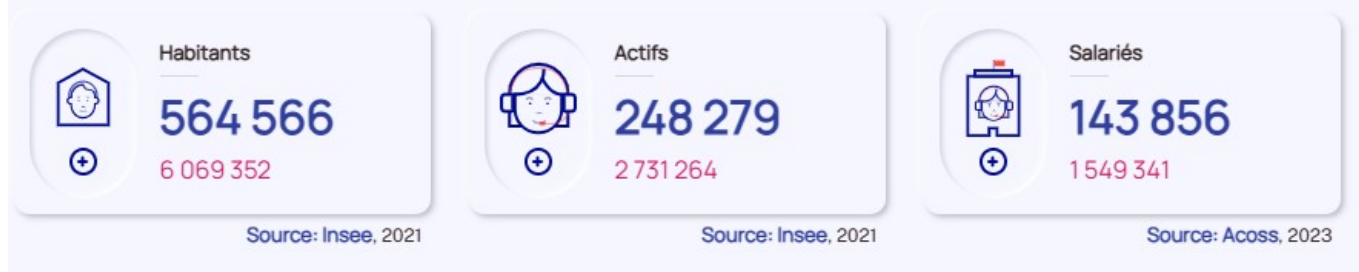 Habitants
564 566
6 069 352
Source: Insee, 2021
Actifs
248 279
2 731 264
Source: Insee, 2021
Salariés
143 856
1 549 341
Source: Acoss, 2023